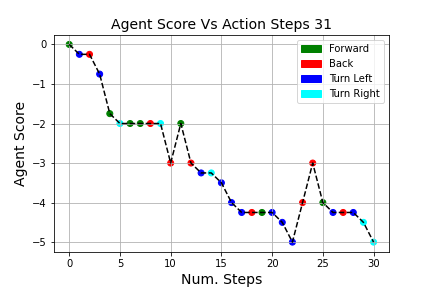 Agent Score Vs Action Steps 31
Forward
Back
Turn Left
Turn Right
Agent Score
0
−1
−2
−3
−4
−5
0 5 10 15 20 25 30
Num. Steps